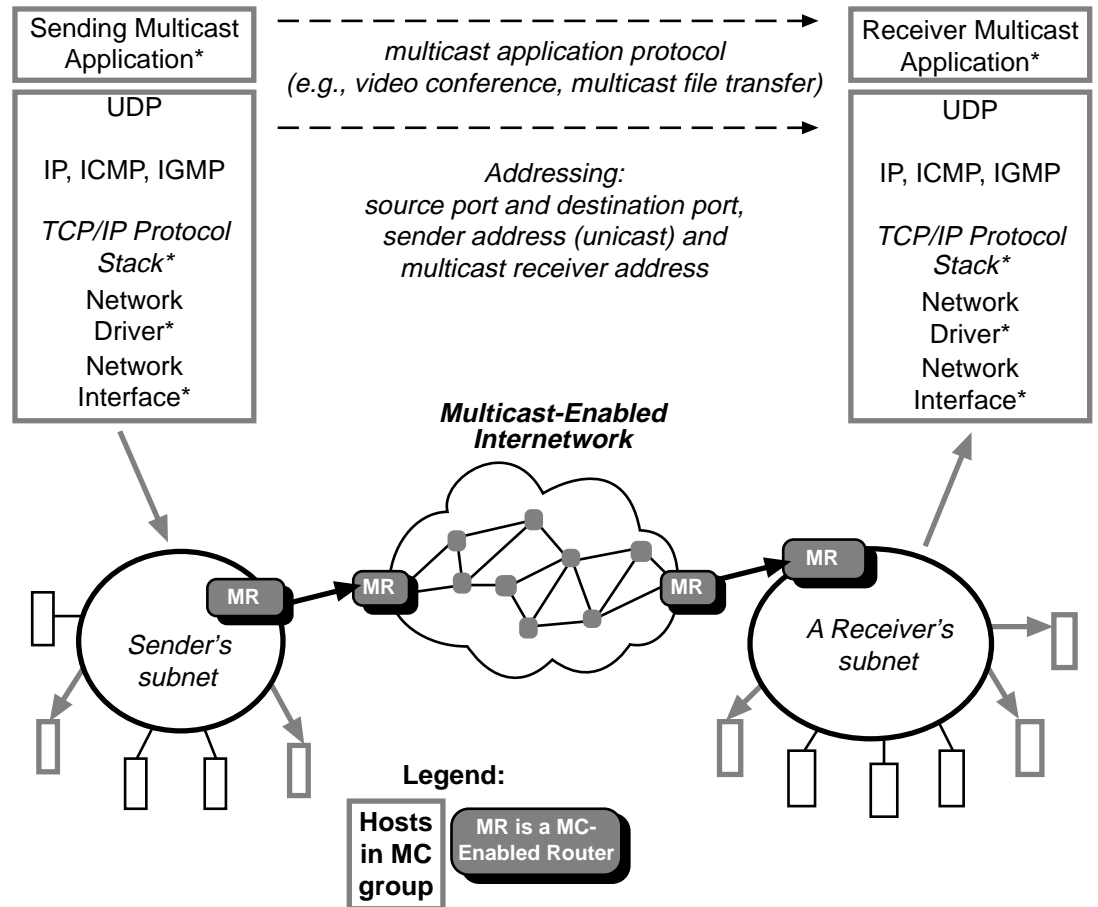 Sending Multicast
Application*
multicast application protocol
(e.g., video conference, multicast file transfer)
Receiver Multicast
Application*
UDP
IP, ICMP, IGMP
TCP/IP Protocol
Stack*
Network
Driver*
Network
Interface*
Addressing:
source port and destination port,
sender address (unicast) and
multicast receiver address
UDP
IP, ICMP, IGMP
TCP/IP Protocol
Stack*
Network
Driver*
Network
Interface*
Multicast-Enabled
Internetwork
MR
MR
MR
MR
Sender's
subnet
A Receiver's
subnet
Legend:
Hosts
in MC
group
MR is a MC-
Enabled Router